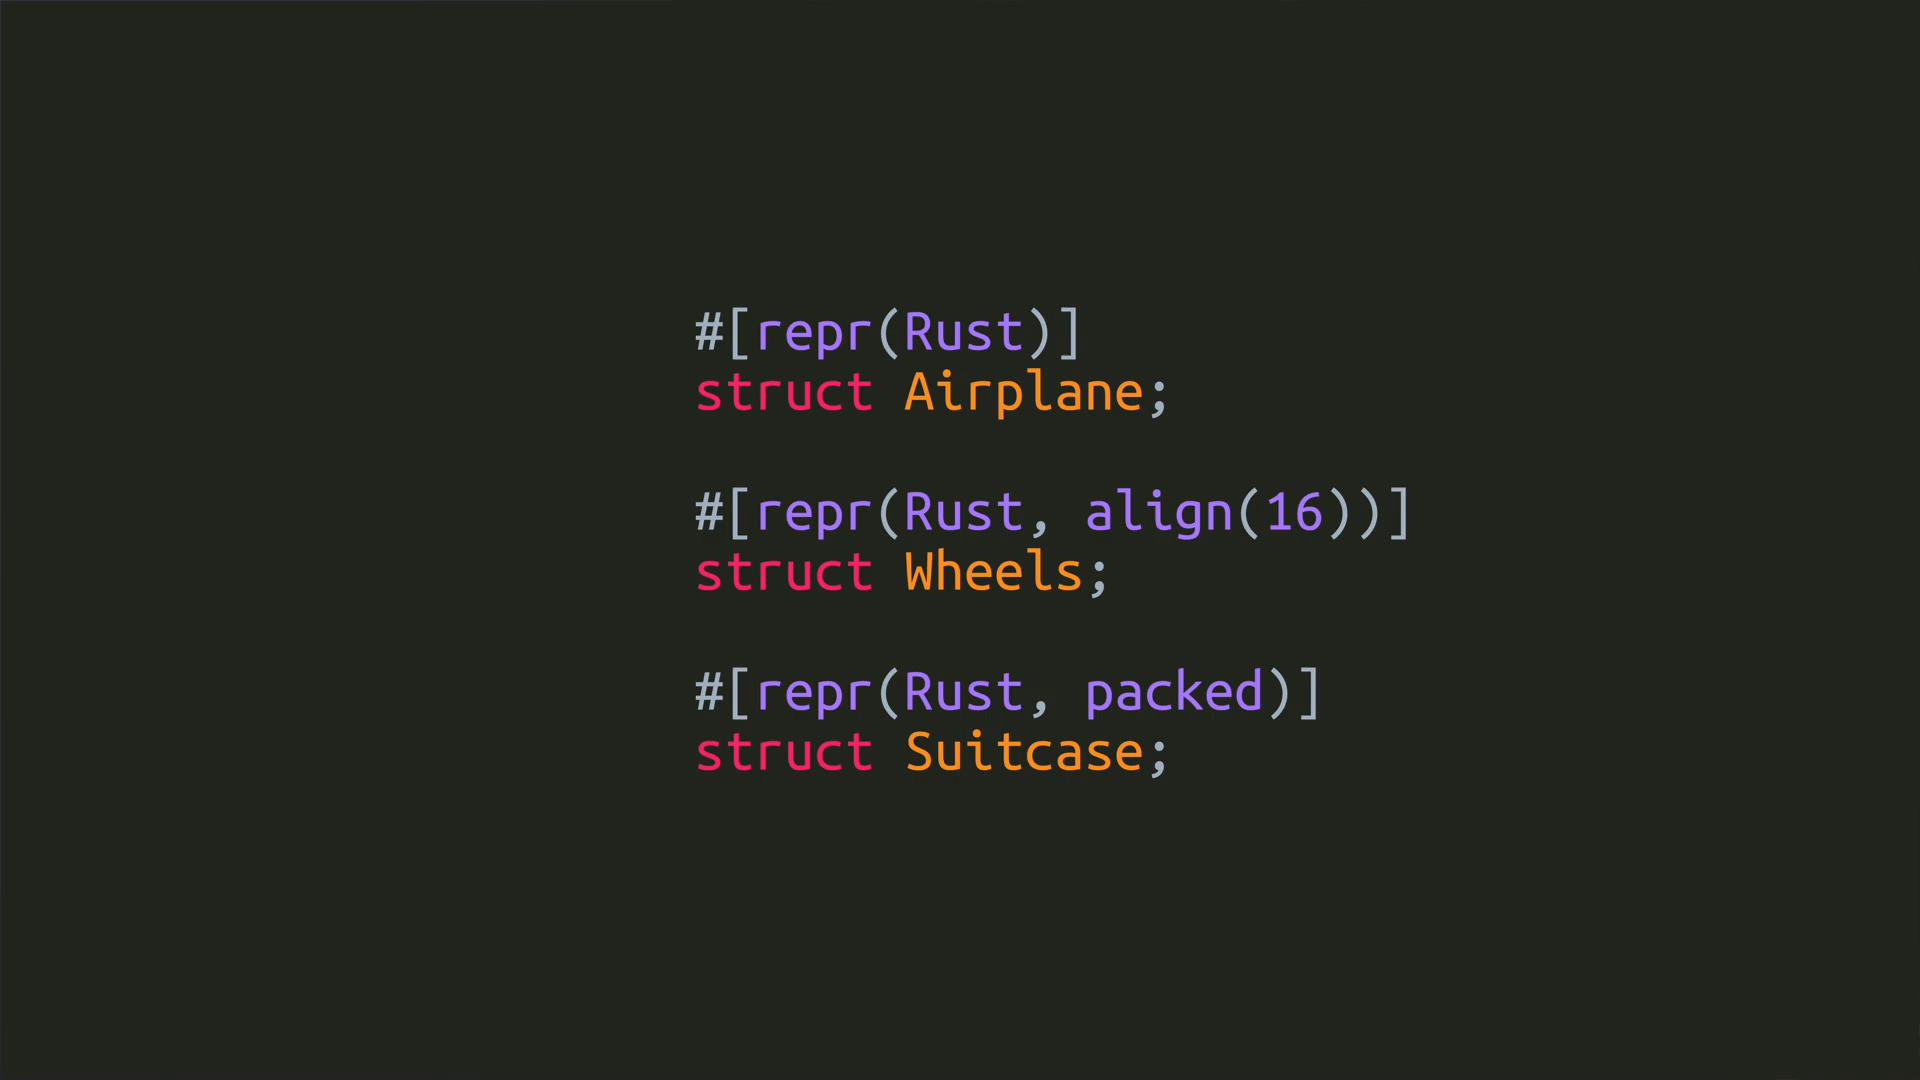 #[repr(Rust)]
struct Airplane;
#[repr(Rust, align(16))]
struct Wheels;
#[repr(Rust, packed)]
struct Suitcase;